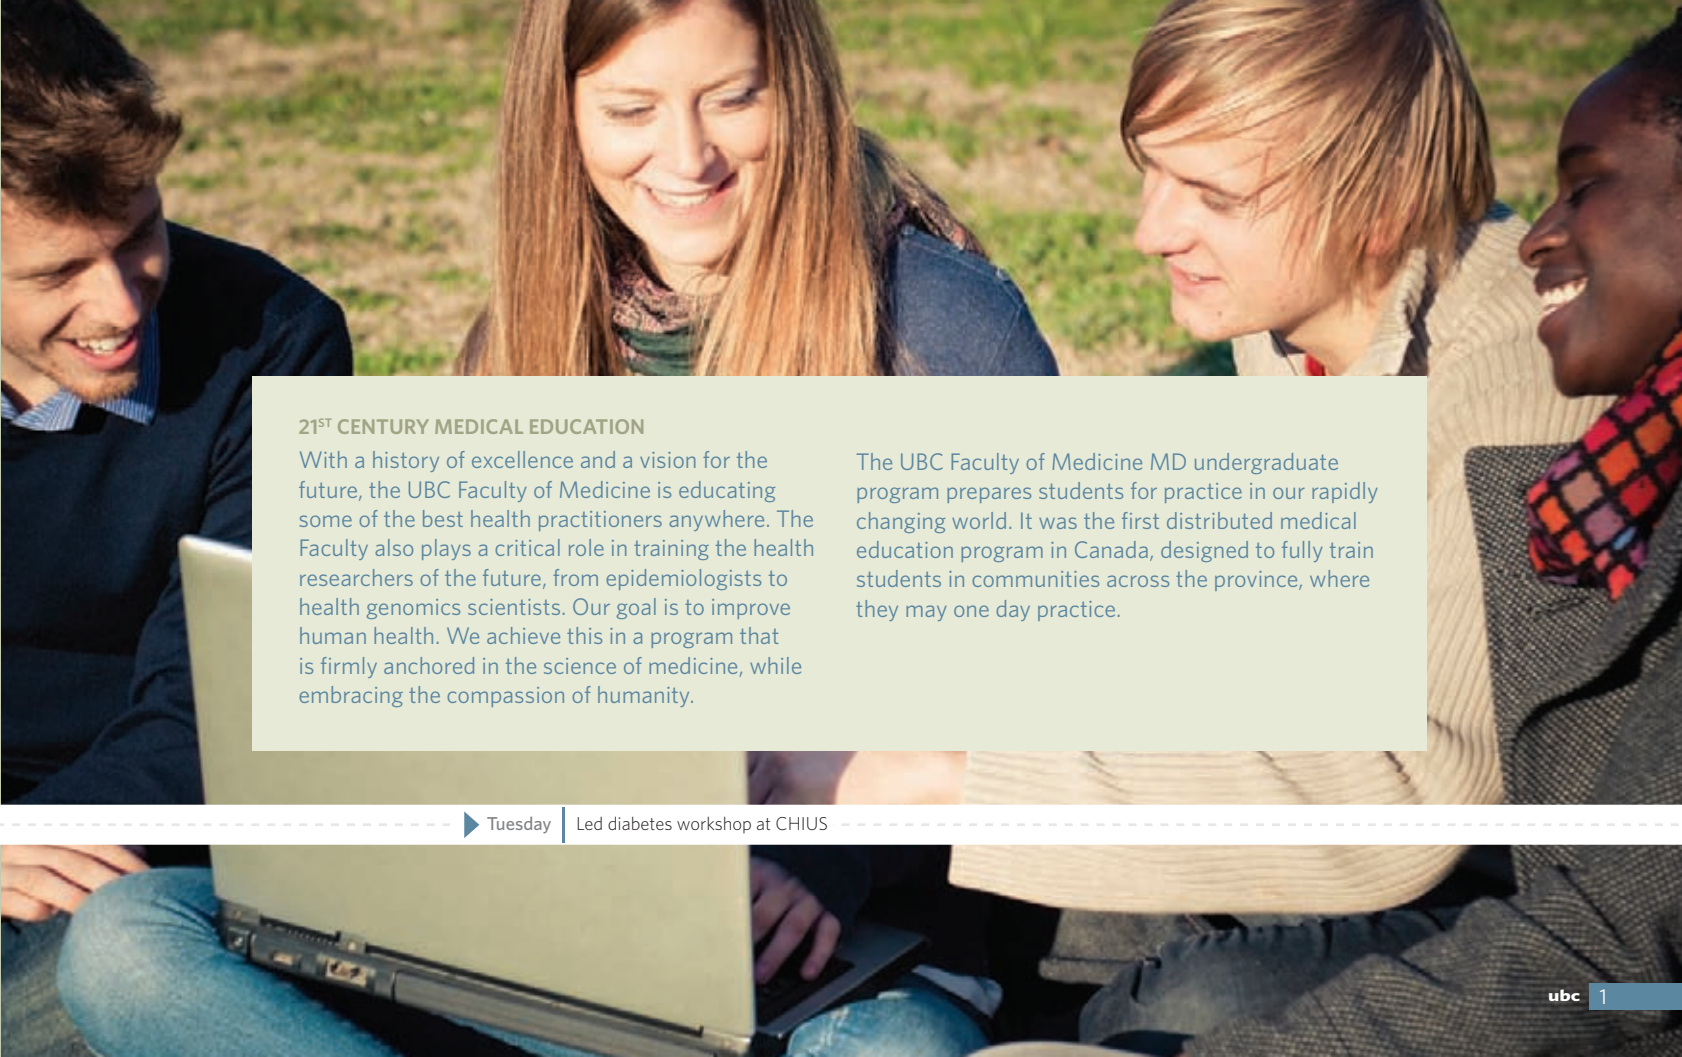 21ST CENTURY MEDICAL EDUCATION
With a history of excellence and a vision for the
future, the UBC Faculty of Medicine is educating
some of the best health practitioners anywhere. The
Faculty also plays a critical role in training the health
researchers of the future, from epidemiologists to
health genomics scientists. Our goal is to improve
human health. We achieve this in a program that
is firmly anchored in the science of medicine, while
embracing the compassion of humanity.
The UBC Faculty of Medicine MD undergraduate
program prepares students for practice in our rapidly
changing world. It was the first distributed medical
education program in Canada, designed to fully train
students in communities across the province, where
they may one day practice.
Tuesday Led diabetes workshop at CHIUS
ubc 1